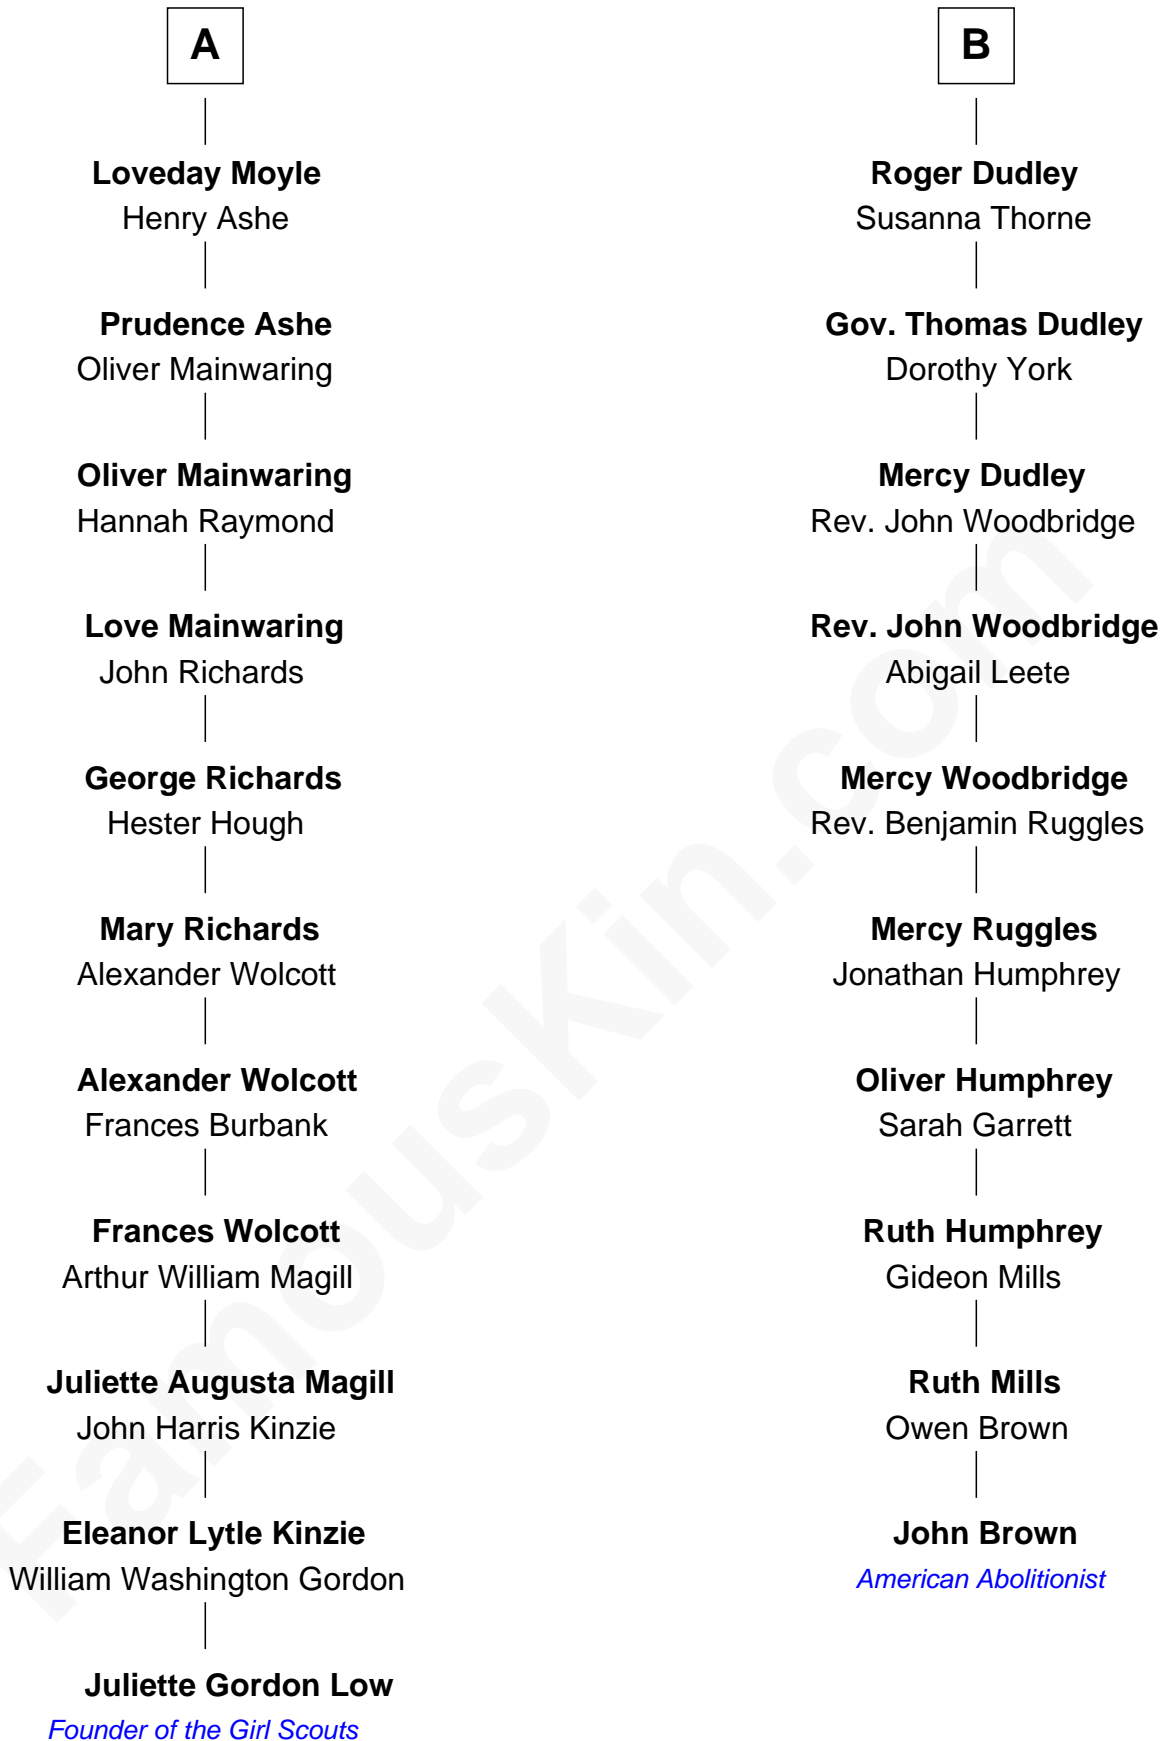 A
Loveday Moyle
Henry Ashe
Prudence Ashe
Oliver Mainwaring
Oliver Mainwaring
Hannah Raymond
Love Mainwaring
John Richards
George Richards
Hester Hough
Mary Richards
Alexander Wolcott
Alexander Wolcott
Frances Burbank
Frances Wolcott
Arthur William Magill
Juliette Augusta Magill
John Harris Kinzie
Eleanor Lytle Kinzie
William Washington Gordon
Juliette Gordon Low
Founder of the Girl Scouts
B
Roger Dudley
Susanna Thorne
Gov. Thomas Dudley
Dorothy York
Mercy Dudley
Rev. John Woodbridge
Rev. John Woodbridge
Abigail Leete
Mercy Woodbridge
Rev. Benjamin Ruggles
Mercy Ruggles
Jonathan Humphrey
Oliver Humphrey
Sarah Garrett
Ruth Humphrey
Gideon Mills
Ruth Mills
Owen Brown
John Brown
American Abolitionist
FamousKin.com